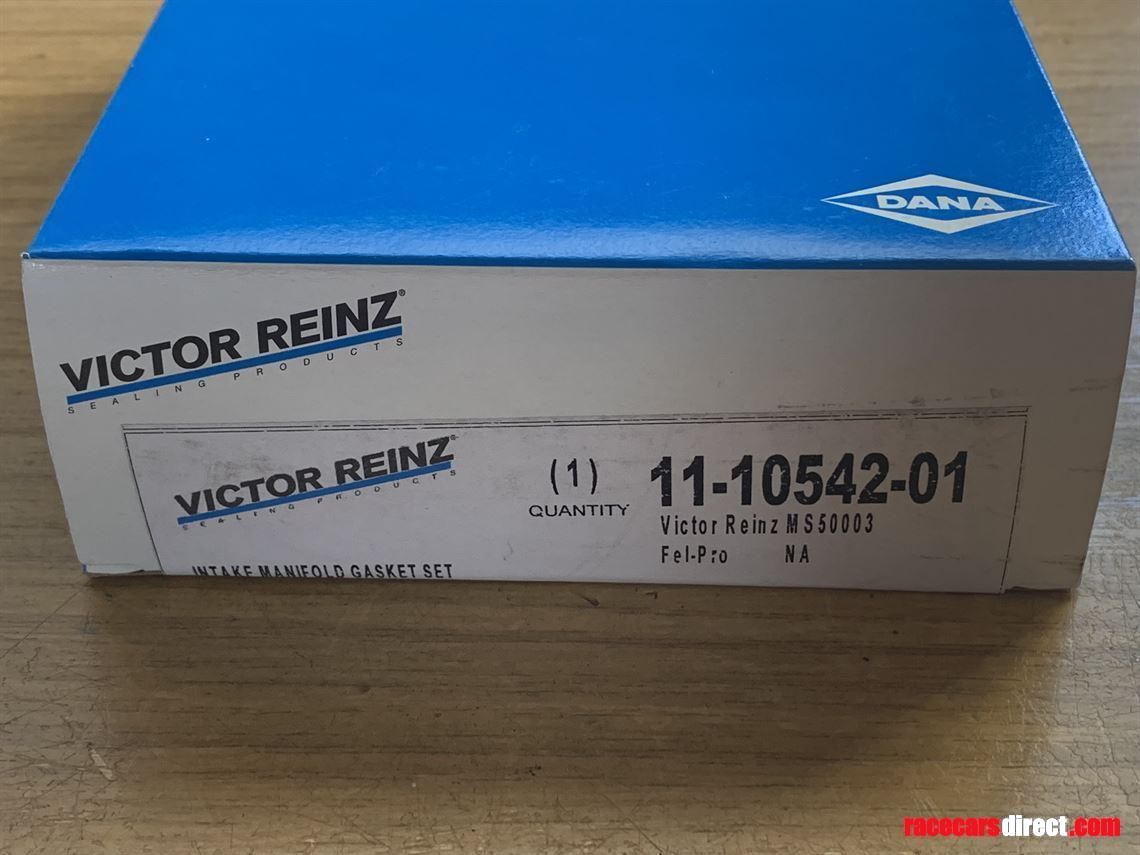 DANA
VICTOR REINZ®
SEALING PRODUCTS
VICTOR REINZ®
SEALING PRODUCTS
(1)
QUANTITY
11-10542-01
Victor Reinz MS50003
Fel-Pro NA
INTAKE MANIFOLD GASKET SET
racecarsdirect.com